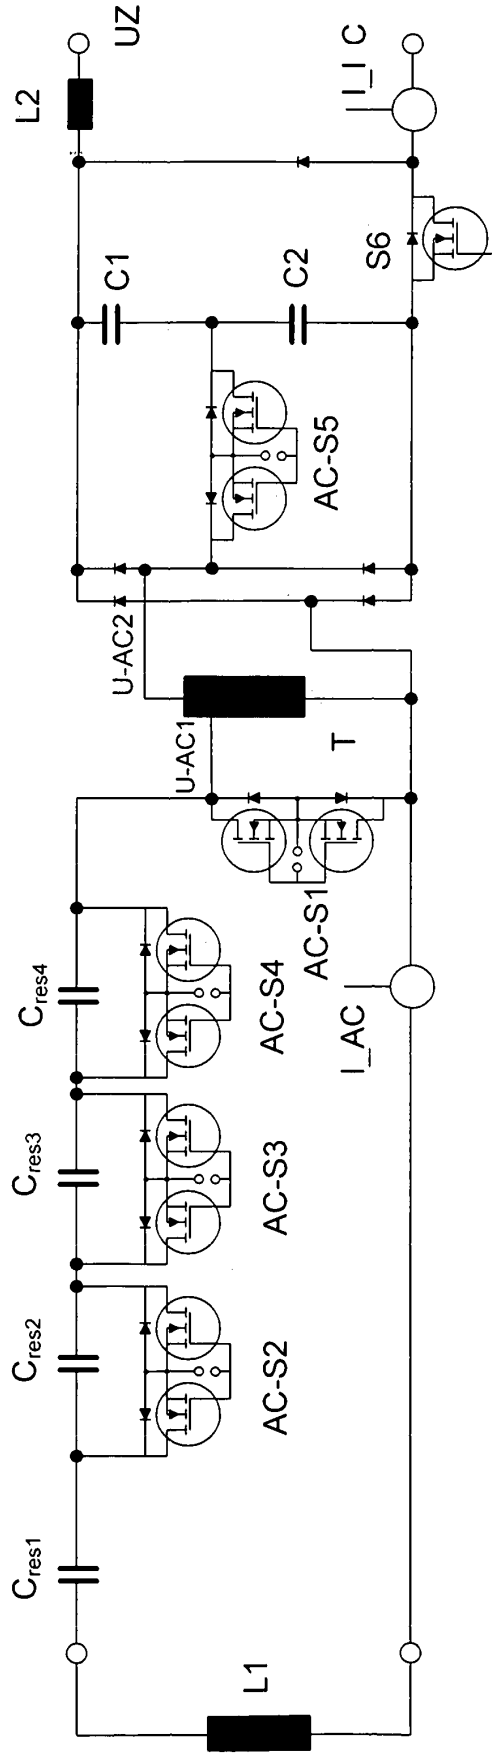 L1
Cres1
Cres2
AC-S2
Cres3
AC-S3
Cres4
AC-S4
I_AC
AC-S1
U-AC1
T
U-AC2
AC-S5
C1
C2
S6
L2
UZ
I_I C